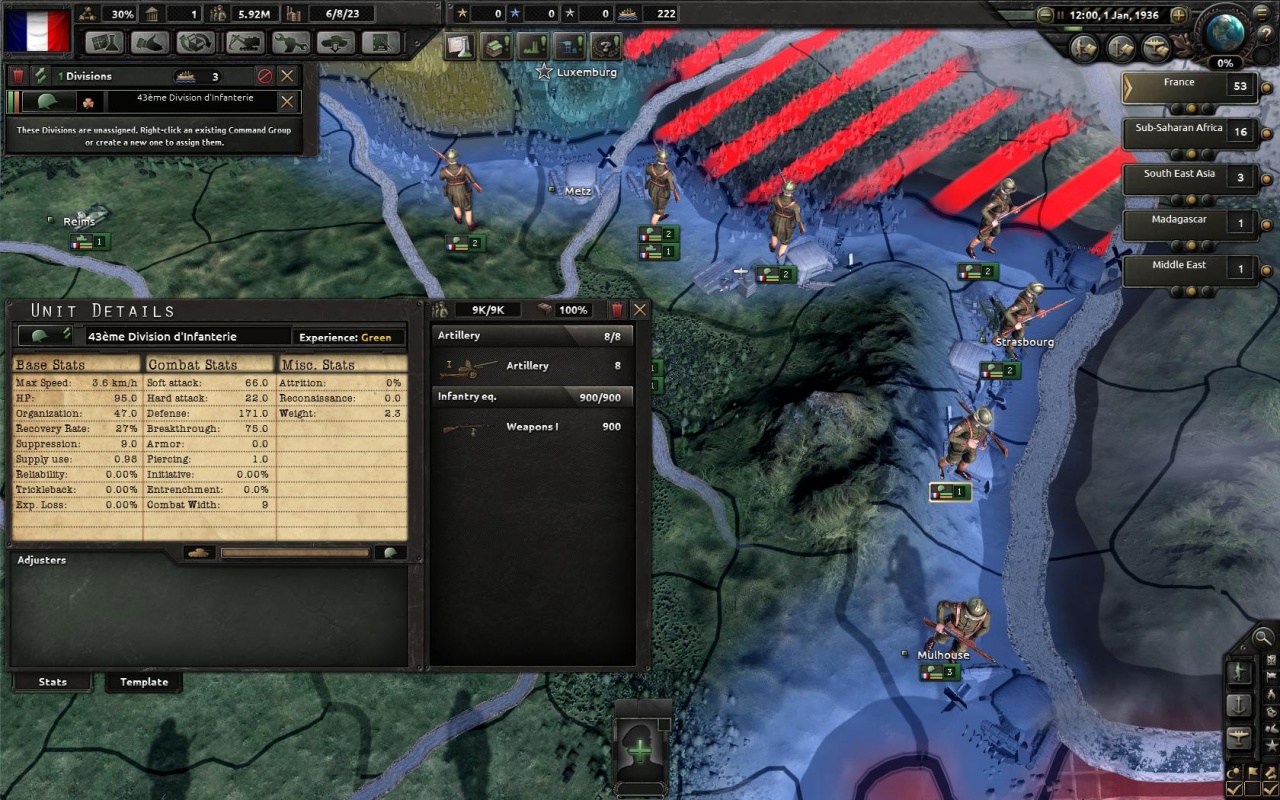 30% 1 5.92M 6/8/23 0 0 0 222 12:00, 1 Jan, 1936
0%
1 Divisions 3
43ème Division d'Infanterie
These Divisions are unassigned. Right-click an existing Command Group
or create a new one to assign them.
France 53
Sub-Saharan Africa 16
South East Asia 3
Madagascar 1
Middle East 1
Luxemburg
Metz
Reims
1
2
2
1
2
2
Strasbourg
2
1
Mulhouse
3
1
1
Unit Details
43ème Division d'Infanterie Experience: Green
Base Stats Combat Stats Misc. Stats
Max Speed: 3.6 km/h Soft attack: 66.0 Attrition: 0%
HP: 95.0 Hard attack: 22.0 Reconaissance: 0.0
Organization: 47.0 Defense: 171.0 Weight: 2.3
Recovery Rate: 27% Breakthrough: 75.0
Suppression: 9.0 Armor: 0.0
Supply use: 0.98 Piercing: 1.0
Reliability: 0.00% Initiative: 0.00%
Trickleback: 0.00% Entrenchment: 0.0%
Exp. Loss: 0.00% Combat Width: 9
Adjusters
Stats Template
9K/9K 100%
Artillery 8/8
Artillery 8
Infantry eq. 900/900
Weapons I 900